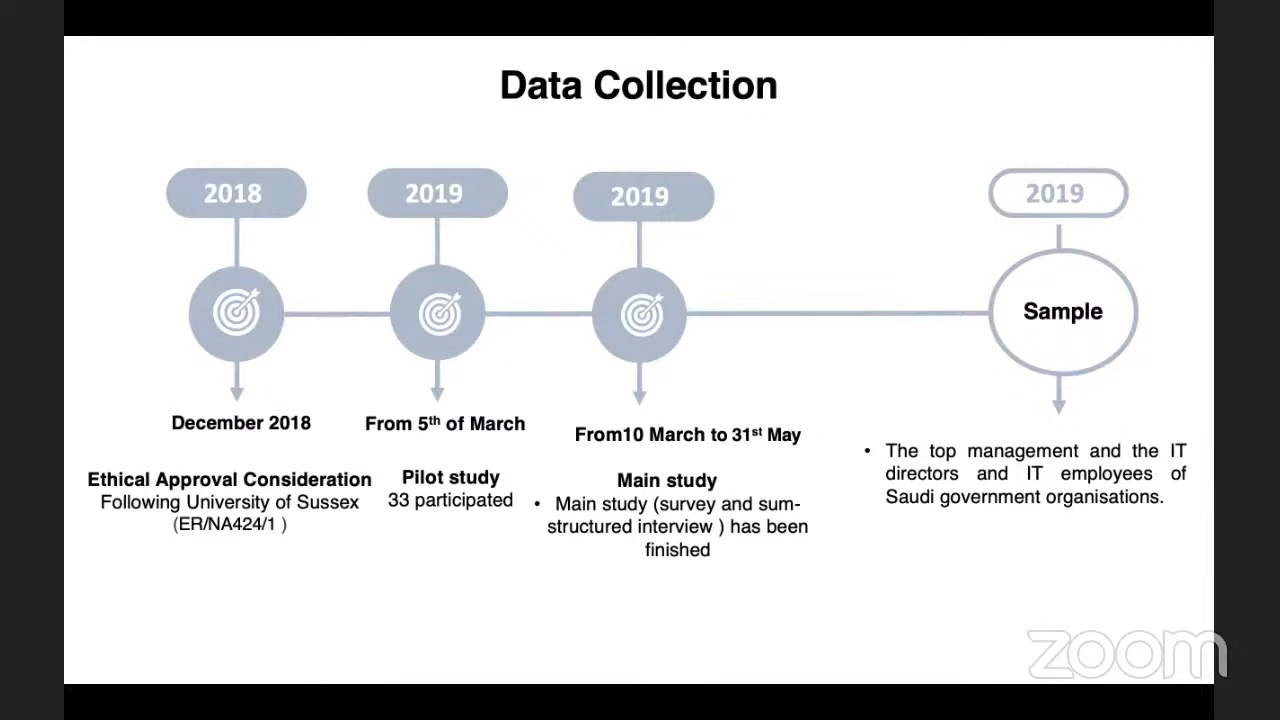 Data Collection
2018
2019
2019
2019
Sample
December 2018
Ethical Approval Consideration
Following University of Sussex
(ER/NA424/1 )
From 5th of March
Pilot study
33 participated
From10 March to 31st May
Main study
• Main study (survey and sum-
structured interview ) has been
finished
• The top management and the IT
directors and IT employees of
Saudi government organisations.
zoom